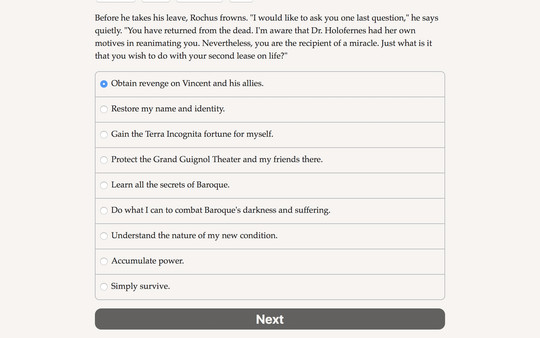 Before he takes his leave, Rochus frowns. "I would like to ask you one last question," he says
quietly. "You have returned from the dead. I'm aware that Dr. Holofernes had her own
motives in reanimating you. Nevertheless, you are the recipient of a miracle. Just what is it
that you wish to do with your second lease on life?"
Obtain revenge on Vincent and his allies.
Restore my name and identity.
Gain the Terra Incognita fortune for myself.
Protect the Grand Guignol Theater and my friends there.
Learn all the secrets of Baroque.
Do what I can to combat Baroque's darkness and suffering.
Understand the nature of my new condition.
Accumulate power.
Simply survive.
Next